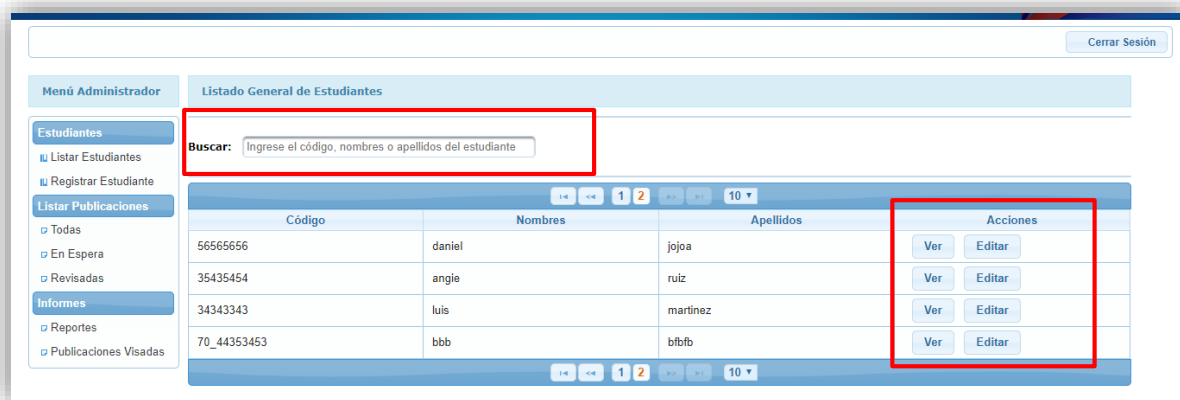 Cerrar Sesión
Menú Administrador
Listado General de Estudiantes
Estudiantes
Listar Estudiantes
Registrar Estudiante
Listar Publicaciones
Todas
En Espera
Revisadas
Informes
Reportes
Publicaciones Visadas
Buscar: Ingrese el código, nombres o apellidos del estudiante
1 2 10
Código Nombres Apellidos Acciones
56565656 daniel jojoa Ver Editar
35435454 angie ruiz Ver Editar
34343343 luis martinez Ver Editar
70_44353453 bbb bfbfb Ver Editar
1 2 10